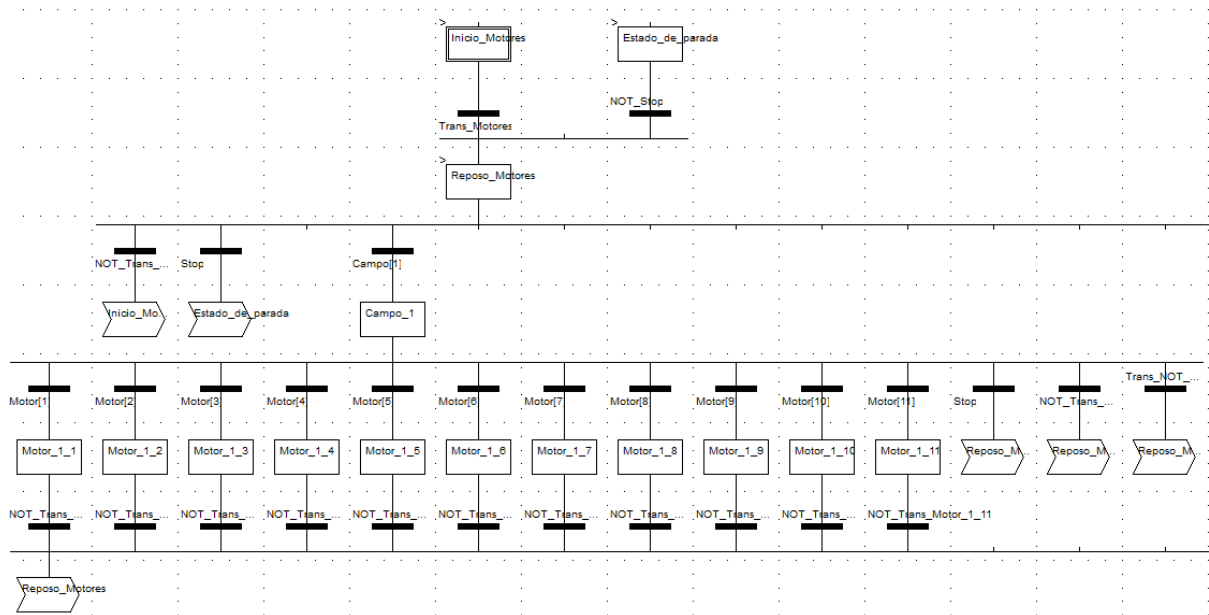 Inicio_Motores
Estado_de_parada
NOT_Stop
Trans_Motores
Reposo_Motores
NOT_Trans_...
Stop
Campo[1]
Inicio_Mo...
Estado_de_parada
Campo_1
Trans_NOT_...
Motor[1]
Motor[2]
Motor[3]
Motor[4]
Motor[5]
Motor[6]
Motor[7]
Motor[8]
Motor[9]
Motor[10]
Motor[11]
Stop
NOT_Trans_...
Motor_1_1
Motor_1_2
Motor_1_3
Motor_1_4
Motor_1_5
Motor_1_6
Motor_1_7
Motor_1_8
Motor_1_9
Motor_1_10
Motor_1_11
Reposo_M...
Reposo_M...
Reposo_M...
NOT_Trans_...
NOT_Trans_...
NOT_Trans_...
NOT_Trans_...
NOT_Trans_...
NOT_Trans_...
NOT_Trans_...
NOT_Trans_...
NOT_Trans_...
NOT_Trans_...
NOT_Trans_Motor_1_11
Reposo_Motores